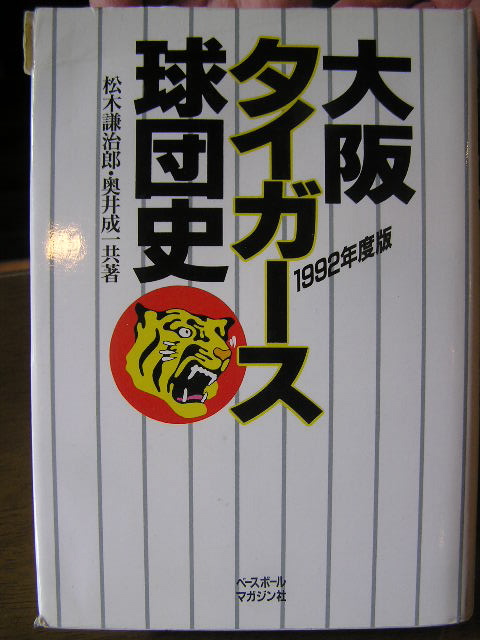 大阪
タイガース
球団史
1992年度版
松木謙治郎・奥井成一共著
ベースボール
マガジン社